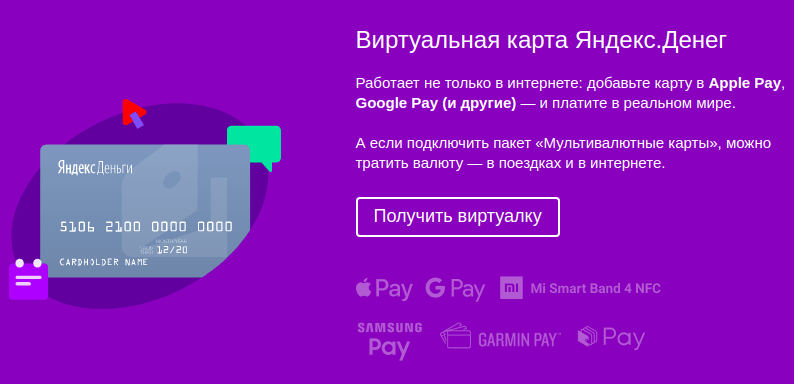 Виртуальная карта Яндекс.Денег
Работает не только в интернете: добавьте карту в Apple Pay,
Google Pay (и другие) — и платите в реальном мире.
А если подключить пакет «Мультивалютные карты», можно
тратить валюту — в поездках и в интернете.
Получить виртуалку
Яндекс Деньги
5106 2100 0000 0000
12/20
CARDHOLDER NAME
Pay G Pay mi Mi Smart Band 4 NFC
SAMSUNG
Pay
GARMIN PAY™ Pay